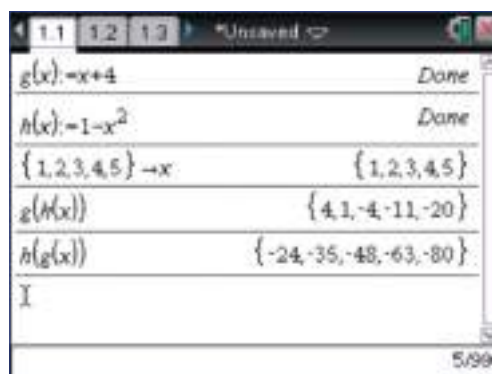 1.1 1.2 1.3 *Unsaved
g(x):=x+4 Done
h(x):=1-x² Done
{1,2,3,4,5}→x {1,2,3,4,5}
g(h(x)) {4,1,-4,-11,-20}
h(g(x)) {-24,-35,-48,-63,-80}
5/99